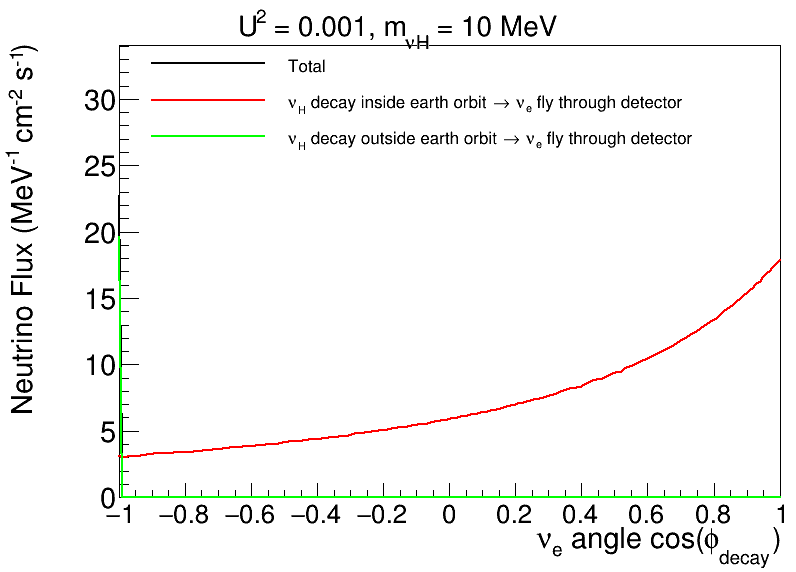 U² = 0.001, m_νH = 10 MeV
Total
ν_H decay inside earth orbit → ν_e fly through detector
ν_H decay outside earth orbit → ν_e fly through detector
Neutrino Flux (MeV⁻¹ cm⁻² s⁻¹)
30
25
20
15
10
5
0
−1 −0.8 −0.6 −0.4 −0.2 0 0.2 0.4 0.6 0.8 1
ν_e angle cos(ϕ_decay)